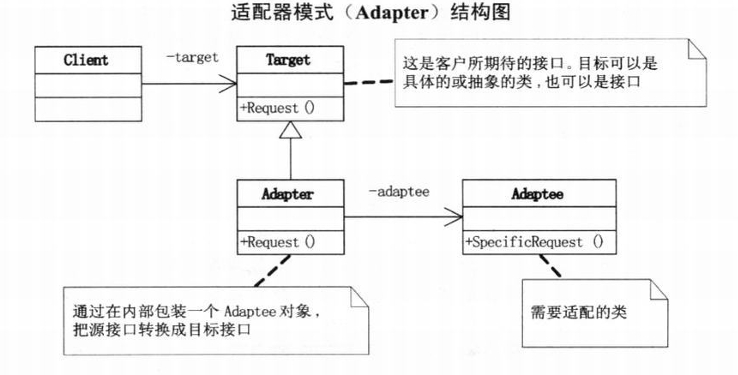 适配器模式（Adapter）结构图
Client
-target
Target
+Request()
这是客户所期待的接口。目标可以是
具体的或抽象的类，也可以是接口
Adapter
+Request()
-adaptee
Adaptee
+SpecificRequest()
通过在内部包装一个 Adaptee 对象，
把源接口转换成目标接口
需要适配的类